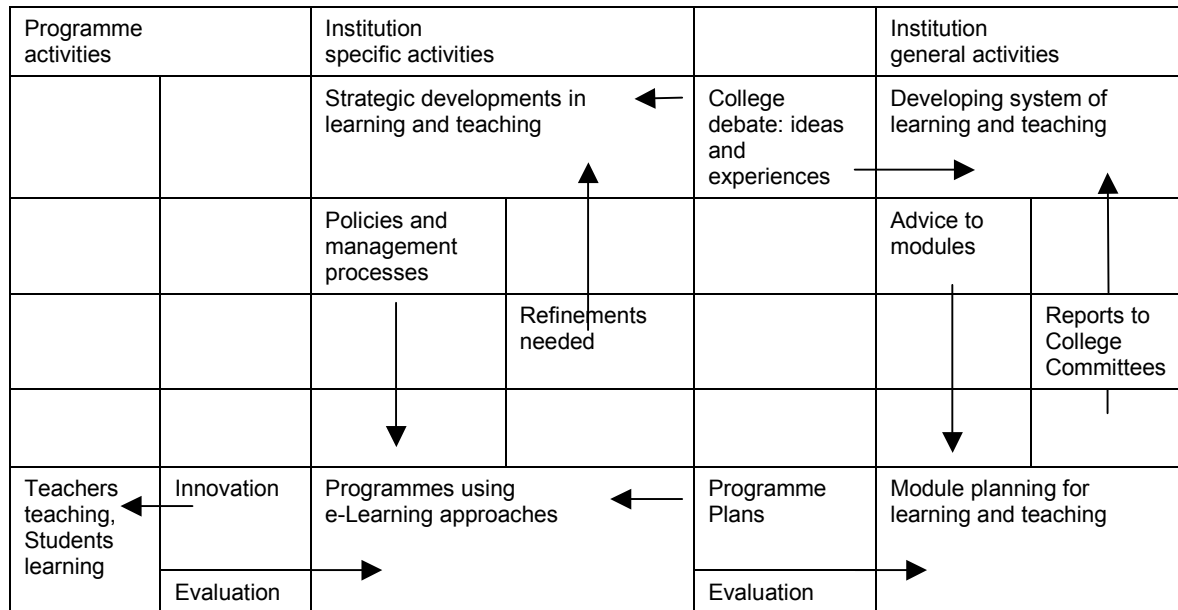 Programme
activities
Institution
specific activities
Institution
general activities
Strategic developments in
learning and teaching
College
debate: ideas
and
experiences
Developing system of
learning and teaching
Policies and
management
processes
Advice to
modules
Refinements
needed
Reports to
College
Committees
Teachers
teaching,
Students
learning
Innovation
Programmes using
e-Learning approaches
Programme
Plans
Module planning for
learning and teaching
Evaluation
Evaluation